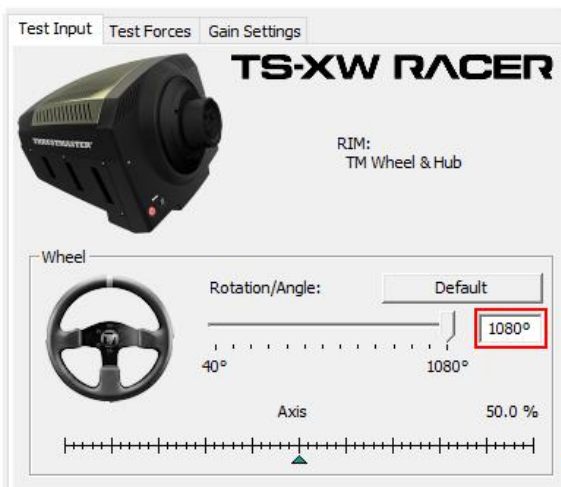 Test Input Test Forces Gain Settings
TS-XW RACER
THRUSTMASTER
RIM:
TM Wheel & Hub
Wheel
Rotation/Angle: Default
1080°
40° 1080°
Axis 50.0 %